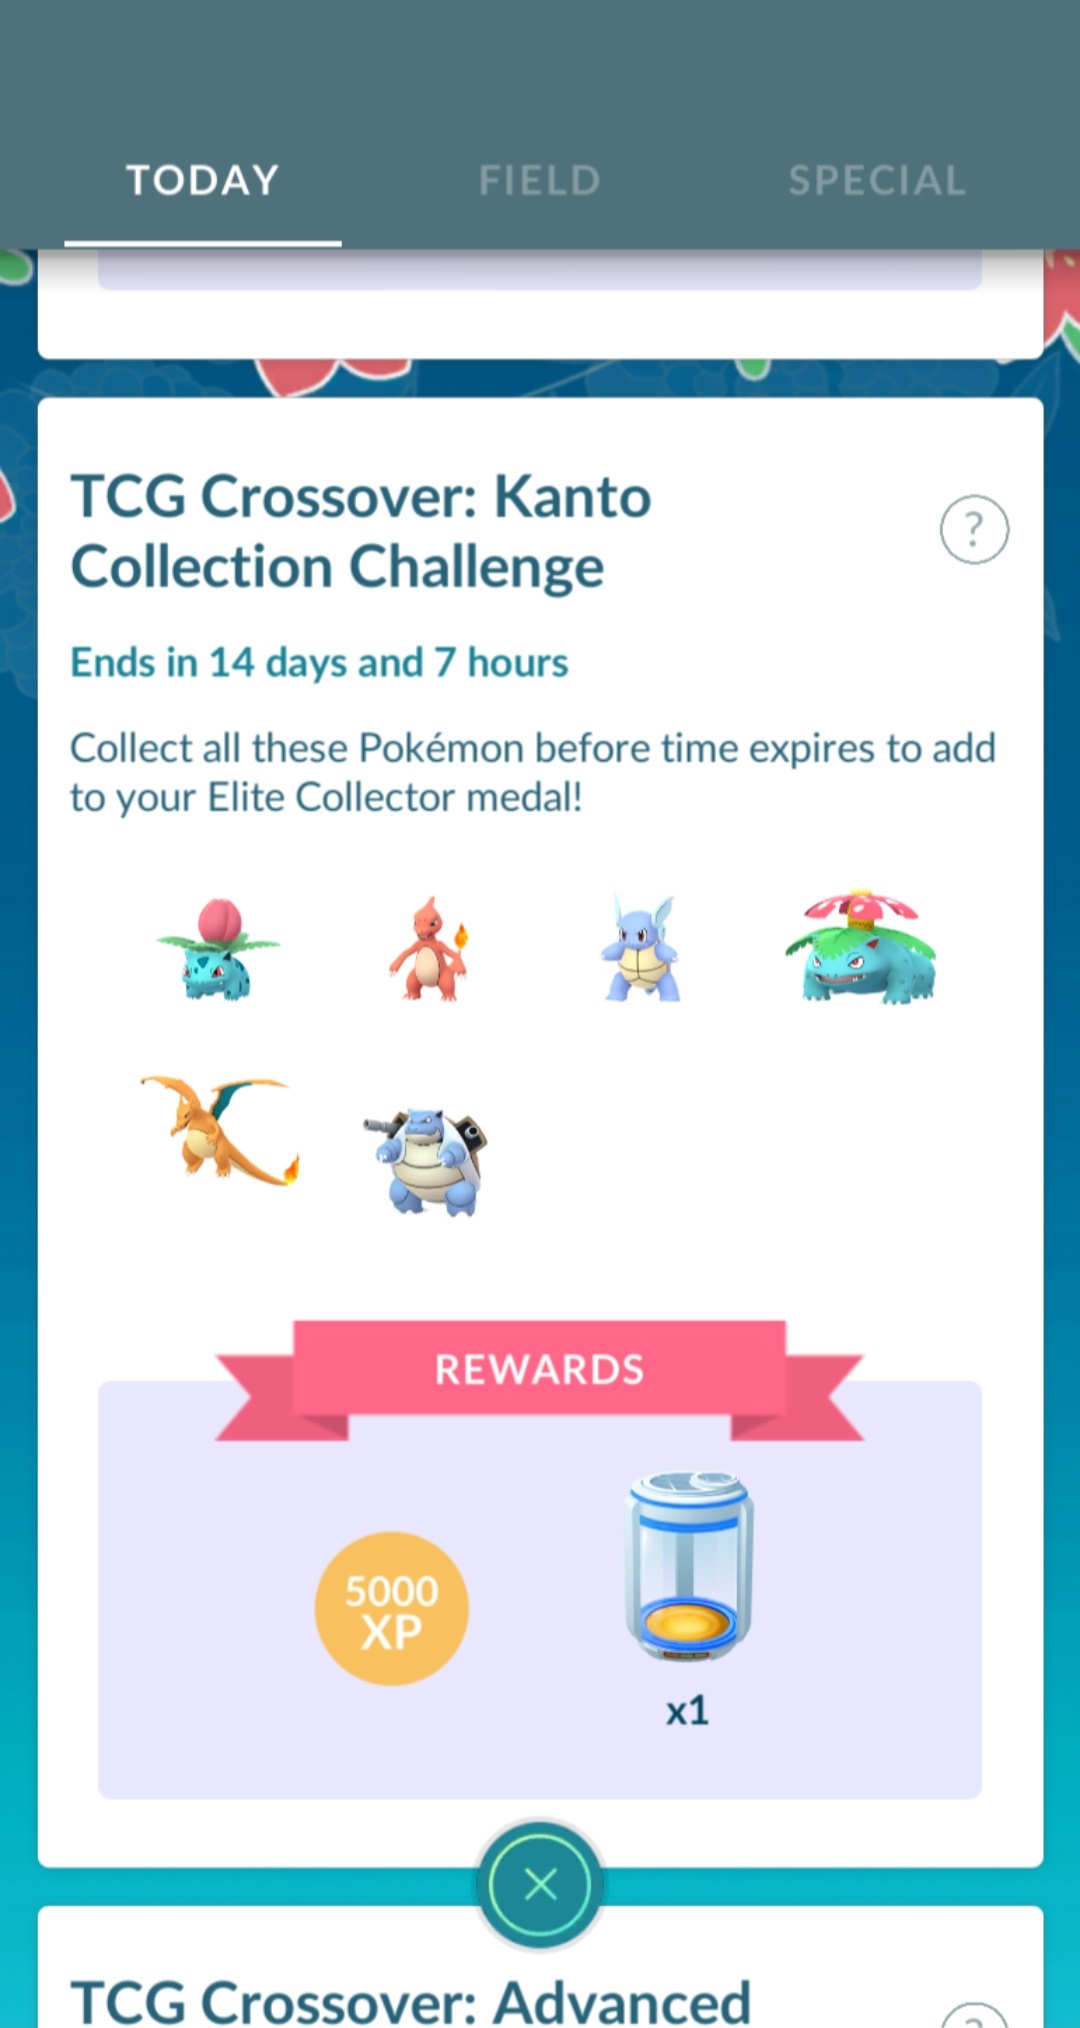 TODAY
FIELD
SPECIAL
TCG Crossover: Kanto
Collection Challenge
?
Ends in 14 days and 7 hours
Collect all these Pokémon before time expires to add
to your Elite Collector medal!
REWARDS
5000
XP
x1
TCG Crossover: Advanced
?